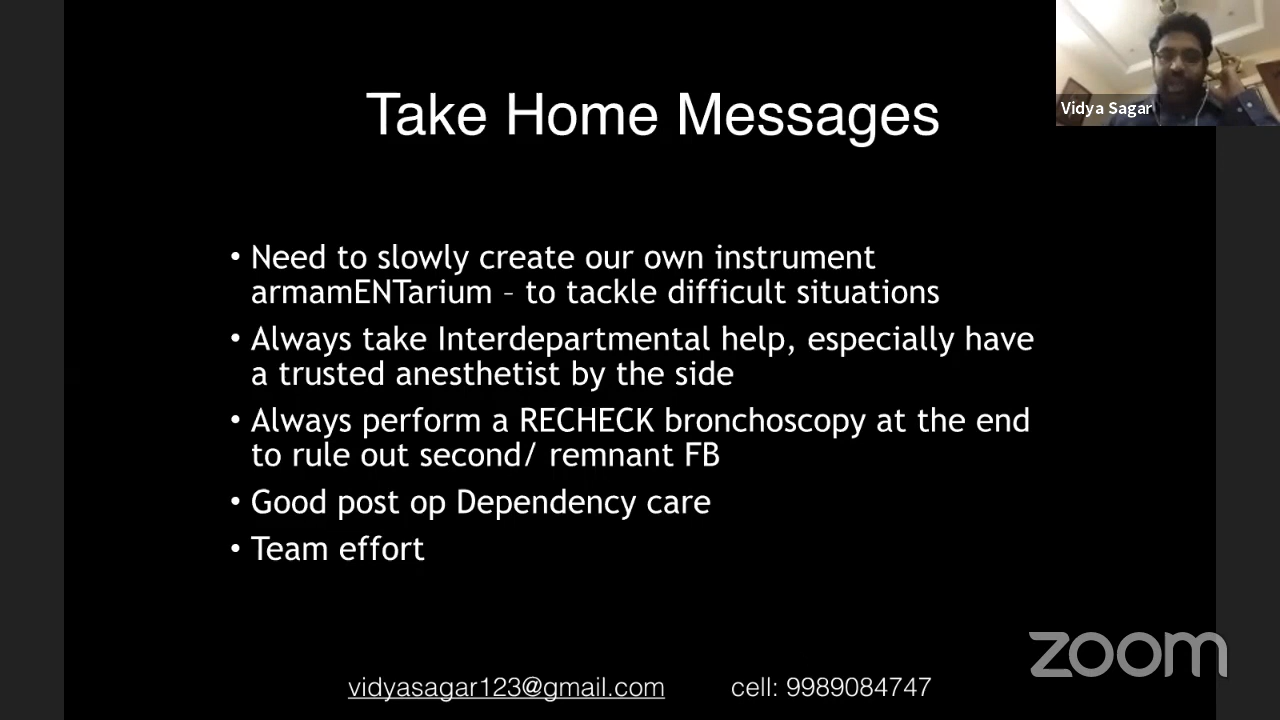 Vidya Sagar
Take Home Messages
• Need to slowly create our own instrument
armamENTarium – to tackle difficult situations
• Always take Interdepartmental help, especially have
a trusted anesthetist by the side
• Always perform a RECHECK bronchoscopy at the end
to rule out second/ remnant FB
• Good post op Dependency care
• Team effort
zoom
vidyasagar123@gmail.com cell: 9989084747